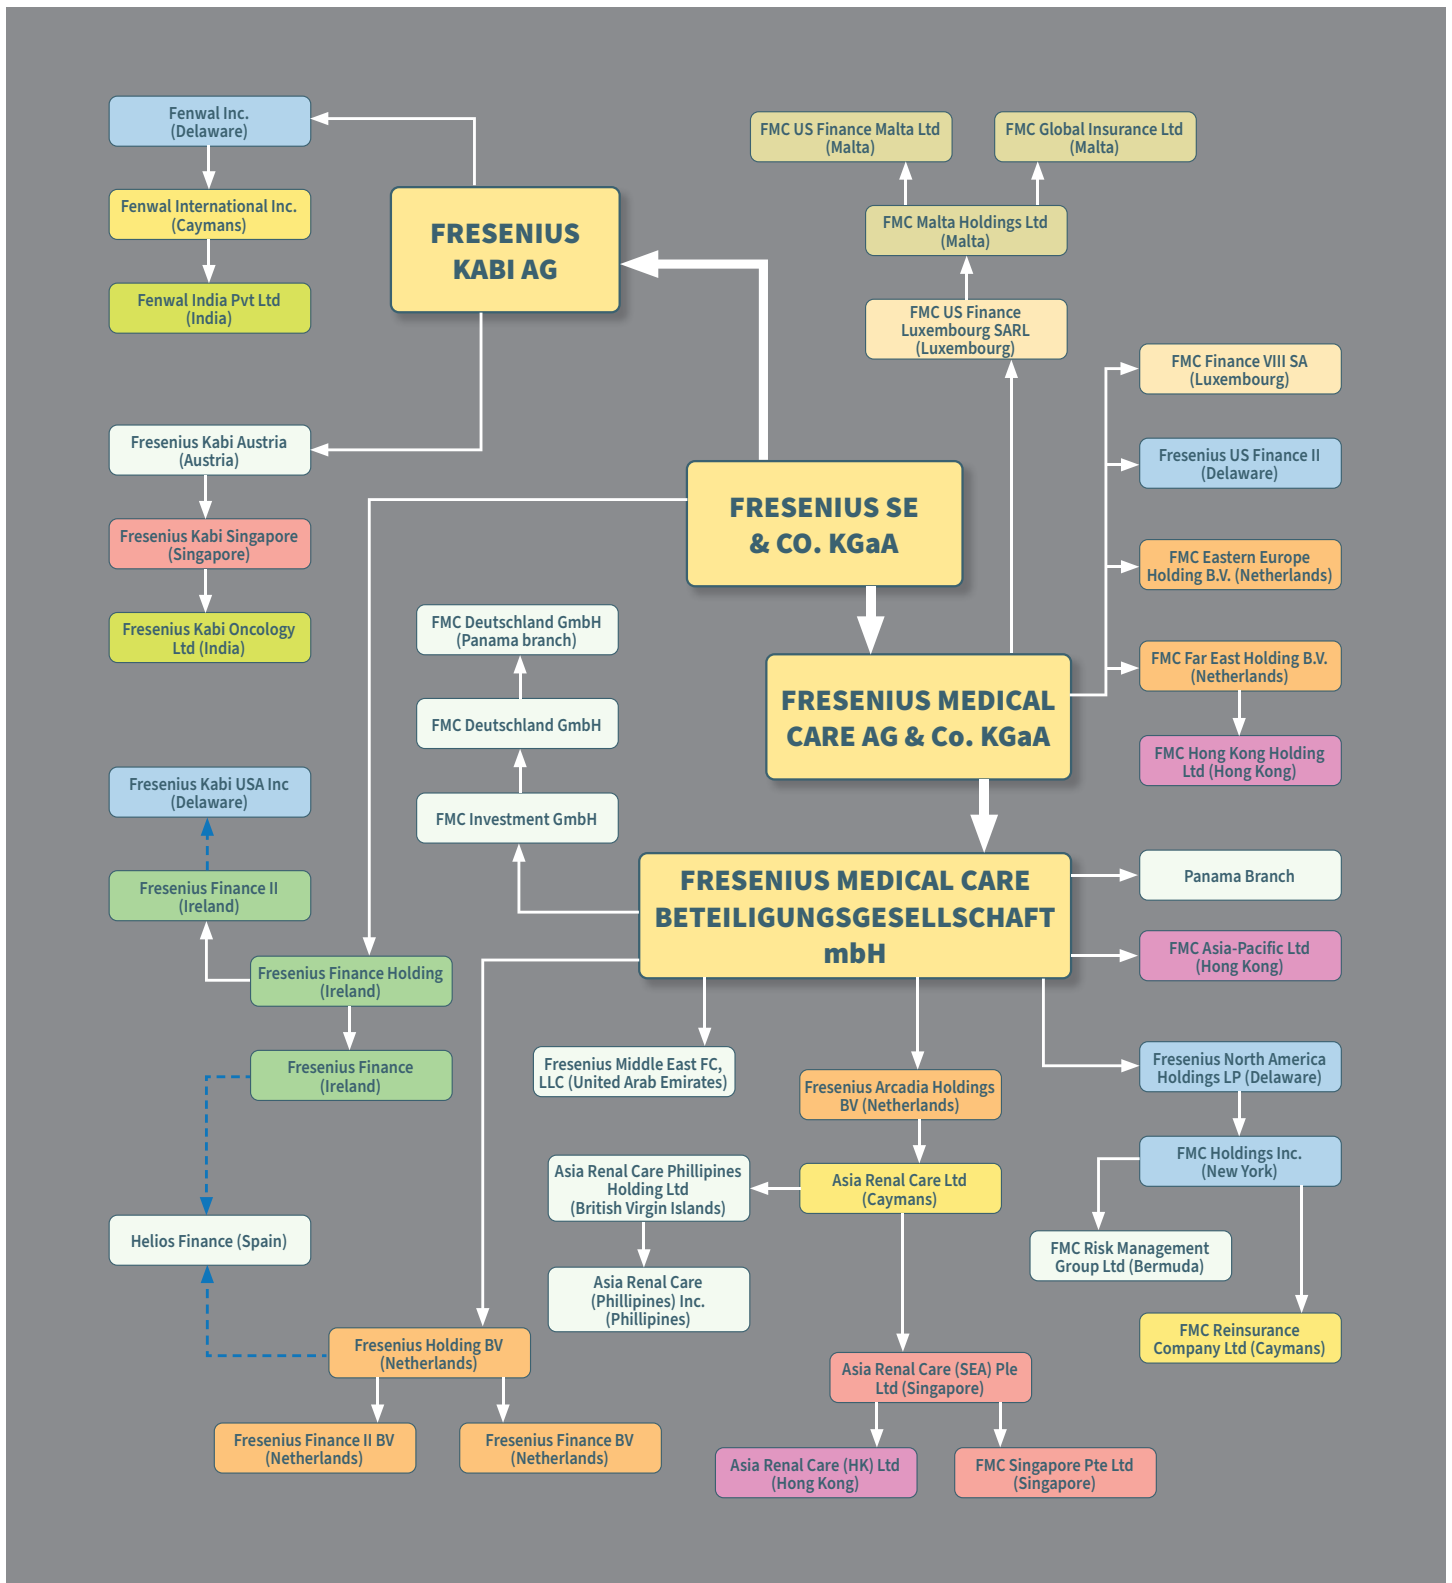 Fenwal Inc.
(Delaware)
Fenwal International Inc.
(Caymans)
Fenwal India Pvt Ltd
(India)
FRESENIUS
KABI AG
FMC US Finance Malta Ltd
(Malta)
FMC Global Insurance Ltd
(Malta)
FMC Malta Holdings Ltd
(Malta)
FMC US Finance
Luxembourg SARL
(Luxembourg)
FMC Finance VIII SA
(Luxembourg)
Fresenius US Finance II
(Delaware)
FMC Eastern Europe
Holding B.V. (Netherlands)
FMC Far East Holding B.V.
(Netherlands)
FMC Hong Kong Holding
Ltd (Hong Kong)
Fresenius Kabi Austria
(Austria)
Fresenius Kabi Singapore
(Singapore)
Fresenius Kabi Oncology
Ltd (India)
FRESENIUS SE
& CO. KGaA
FMC Deutschland GmbH
(Panama branch)
FMC Deutschland GmbH
FMC Investment GmbH
FRESENIUS MEDICAL
CARE AG & Co. KGaA
Fresenius Kabi USA Inc
(Delaware)
Fresenius Finance II
(Ireland)
Fresenius Finance Holding
(Ireland)
Fresenius Finance
(Ireland)
Helios Finance (Spain)
FRESENIUS MEDICAL CARE
BETEILIGUNGSGESELLSCHAFT
mbH
Panama Branch
FMC Asia-Pacific Ltd
(Hong Kong)
Fresenius Middle East FC,
LLC (United Arab Emirates)
Fresenius Arcadia Holdings
BV (Netherlands)
Fresenius North America
Holdings LP (Delaware)
Asia Renal Care Phillipines
Holding Ltd
(British Virgin Islands)
Asia Renal Care Ltd
(Caymans)
FMC Holdings Inc.
(New York)
Asia Renal Care
(Phillipines) Inc.
(Phillipines)
FMC Risk Management
Group Ltd (Bermuda)
FMC Reinsurance
Company Ltd (Caymans)
Fresenius Holding BV
(Netherlands)
Asia Renal Care (SEA) Ple
Ltd (Singapore)
Fresenius Finance II BV
(Netherlands)
Fresenius Finance BV
(Netherlands)
Asia Renal Care (HK) Ltd
(Hong Kong)
FMC Singapore Pte Ltd
(Singapore)